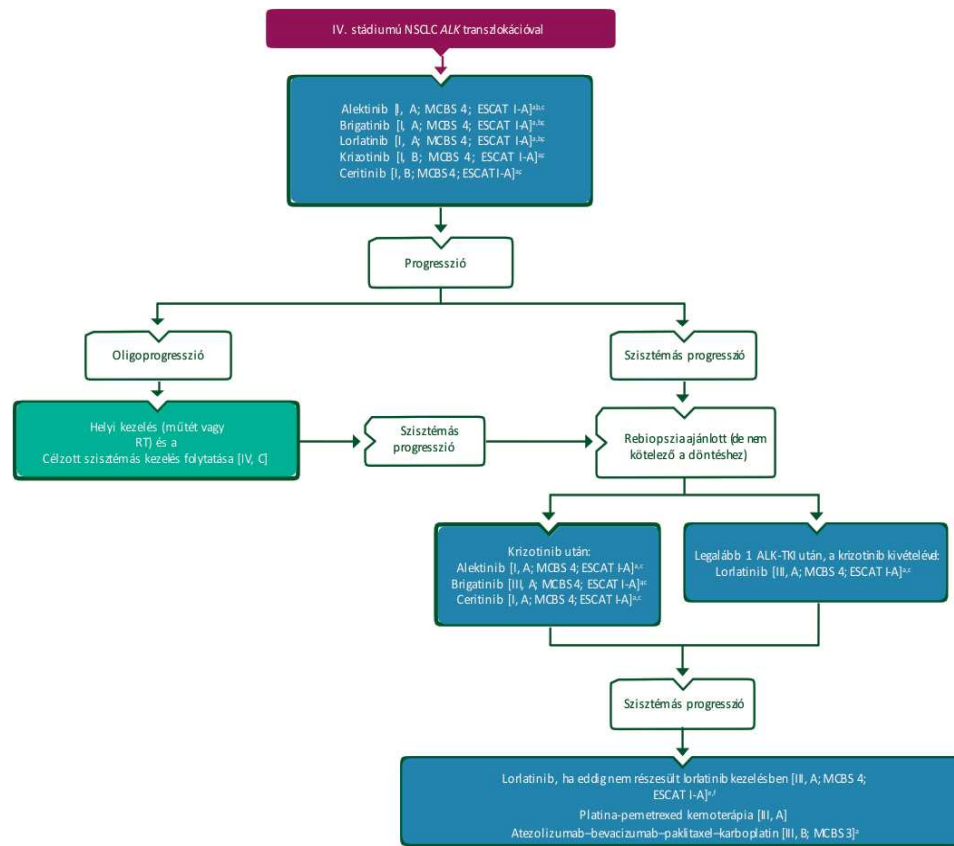 IV. stádiumú NSCLC ALK transzlokációval
Alektinib [I, A; MCBS 4; ESCAT I-A]a,b,c
Brigatinib [I, A; MCBS 4; ESCAT I-A]a,b,c
Lorlatinib [I, A; MCBS 4; ESCAT I-A]a,b,c
Krizotinib [I, B; MCBS 4; ESCAT I-A]a,c
Ceritinib [I, B; MCBS 4; ESCAT I-A]a,c
Progresszió
Oligoprogresszió
Szisztémás progresszió
Helyi kezelés (műtét vagy
RT) és a
Célzott szisztémás kezelés folytatása [IV, C]
Szisztémás
progresszió
Rebiopszia ajánlott (de nem
kötelező a döntéshez)
Krizotinib után:
Alektinib [I, A; MCBS 4; ESCAT I-A]a,c
Brigatinib [III, A; MCBS 4; ESCAT I-A]a,c
Ceritinib [I, A; MCBS 4; ESCAT I-A]a,c
Legalább 1 ALK-TKI után, a krizotinib kivételével:
Lorlatinib [III, A; MCBS 4; ESCAT I-A]a,c
Szisztémás progresszió
Lorlatinib, ha eddig nem részesült lorlatinib kezelésben [III, A; MCBS 4;
ESCAT I-A]
Platina-pemetrexed kemoterápia [III, A]
Atezolizumab–bevacizumab–paklitaxel–karboplatin [III, B; MCBS 3]a